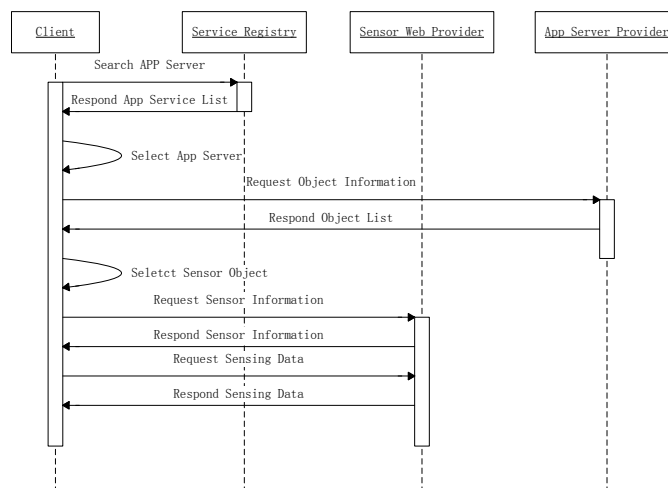 Client
Service Registry
Sensor Web Provider
App Server Provider
Search APP Server
Respond App Service List
Select App Server
Request Object Information
Respond Object List
Seletct Sensor Object
Request Sensor Information
Respond Sensor Information
Request Sensing Data
Respond Sensing Data